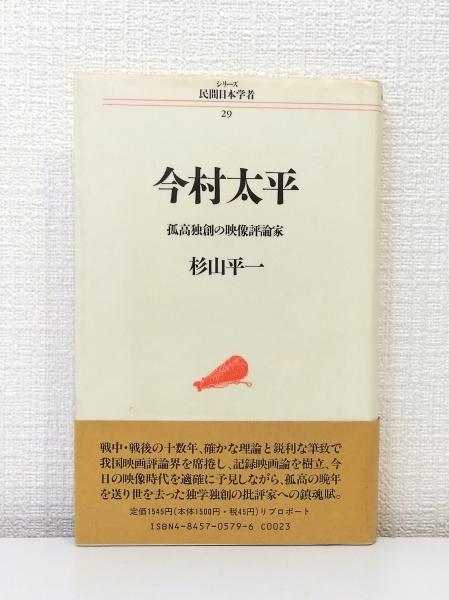 シリーズ
民間日本学者
29
今村太平
孤高独創の映像評論家
杉山平一
戦中・戦後の十数年、確かな理論と鋭利な筆致で
我国映画評論界を席捲し、記録映画論を樹立、今
日の映像時代を適確に予見しながら、孤高の晩年
を送り世を去った独学独創の批評家への鎮魂賦。
定価1545円(本体1500円・税45円)リブロポート
ISBN4-8457-0579-6 C0023